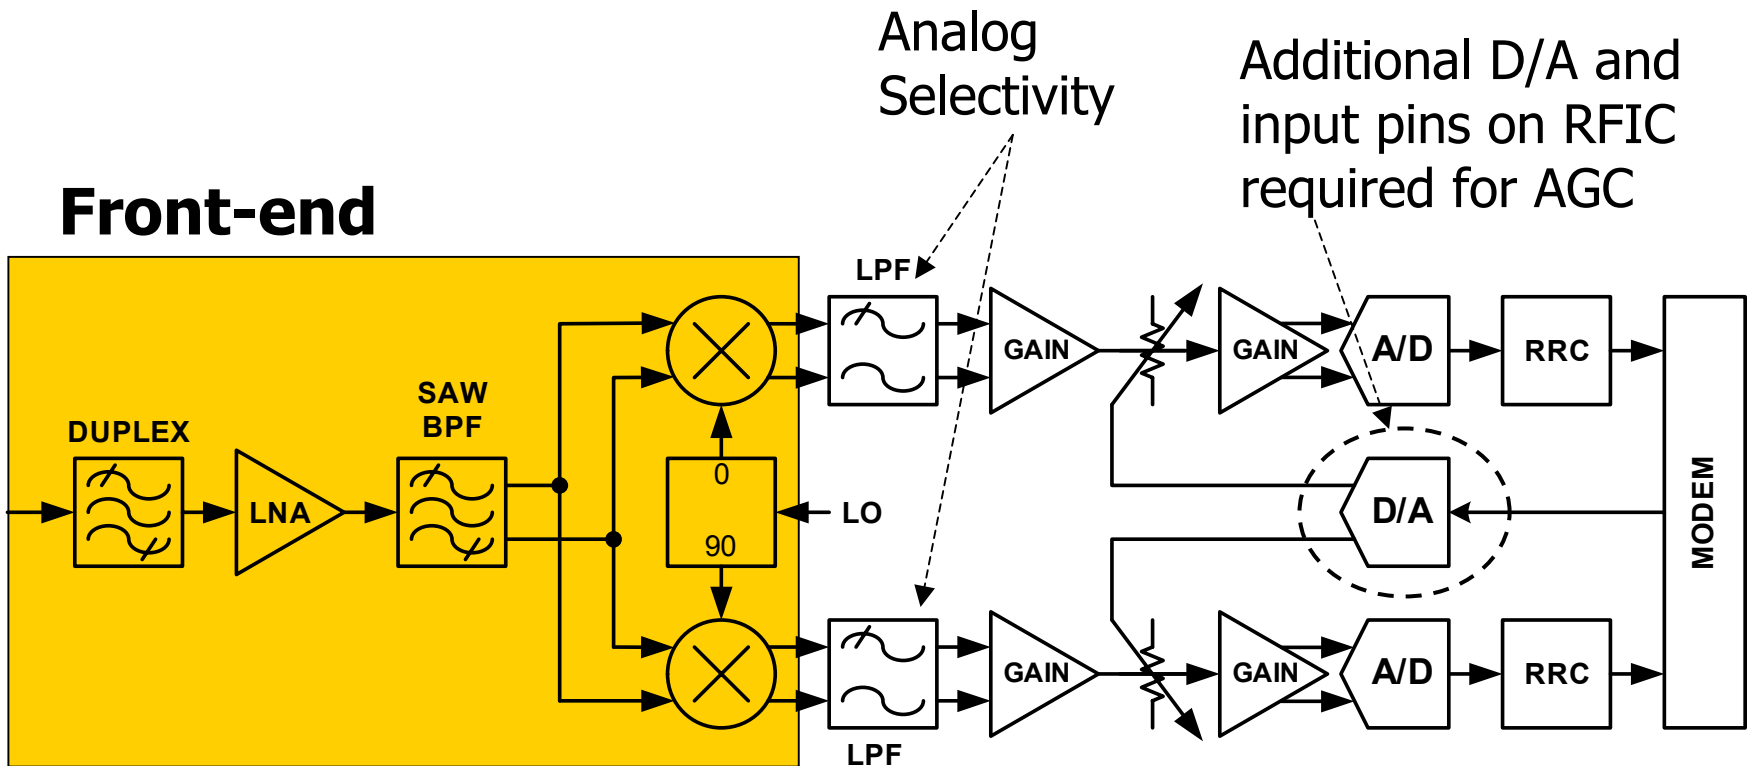 Analog
Selectivity
Additional D/A and
input pins on RFIC
required for AGC
Front-end
LPF
GAIN
GAIN
A/D
RRC
SAW
BPF
DUPLEX
LNA
0
90
LO
D/A
MODEM
GAIN
GAIN
A/D
RRC
LPF